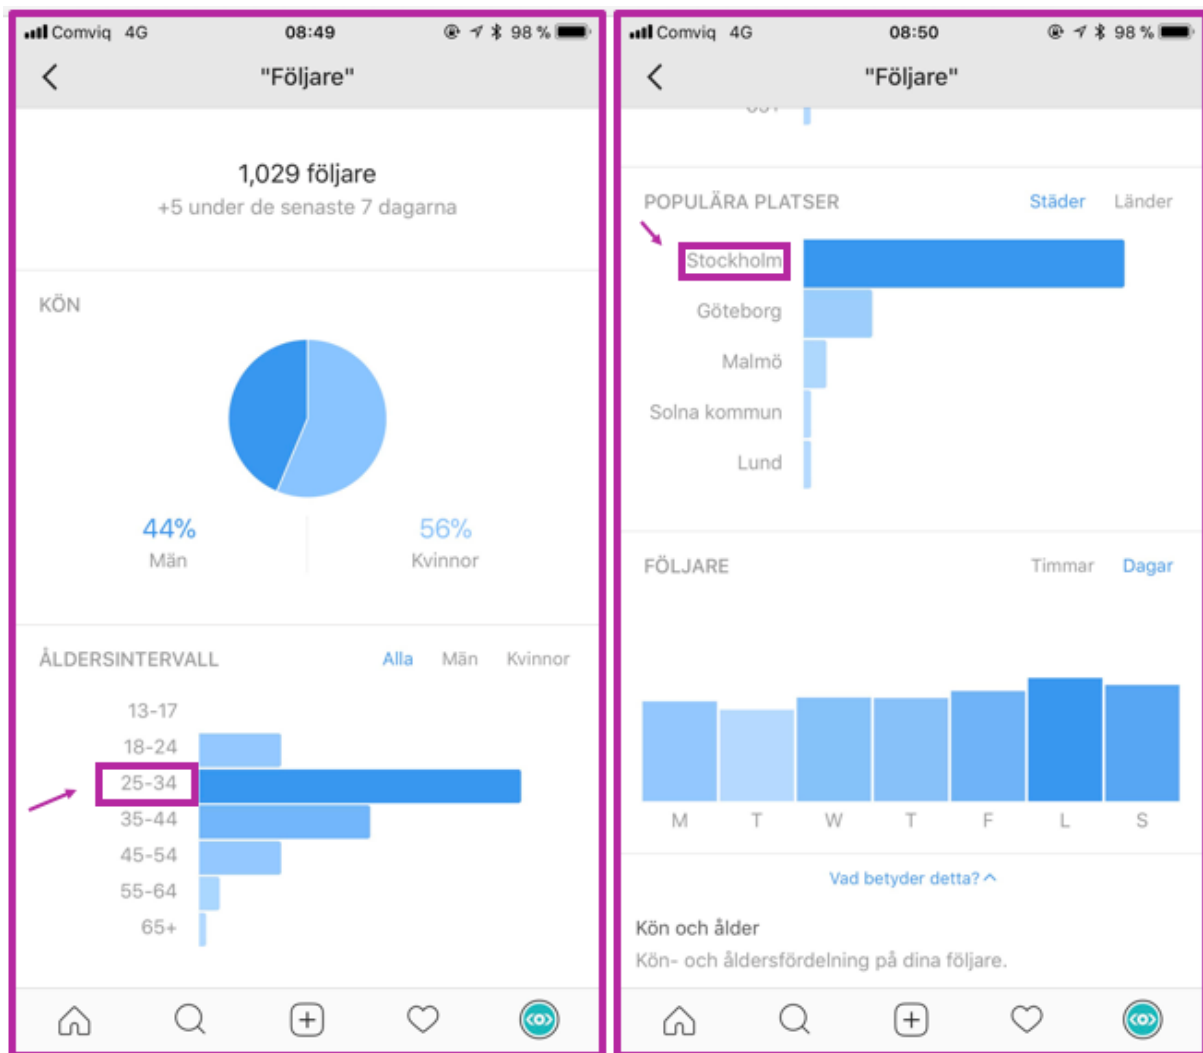 Comviq 4G 08:49 98 %
"Följare"
1,029 följare
+5 under de senaste 7 dagarna
KÖN
44% 56%
Män Kvinnor
ÅLDERSINTERVALL Alla Män Kvinnor
13-17
18-24
25-34
35-44
45-54
55-64
65+
Comviq 4G 08:50 98 %
"Följare"
POPULÄRA PLATSER Städer Länder
Stockholm
Göteborg
Malmö
Solna kommun
Lund
FÖLJARE Timmar Dagar
M T W T F L S
Vad betyder detta?
Kön och ålder
Kön- och åldersfördelning på dina följare.